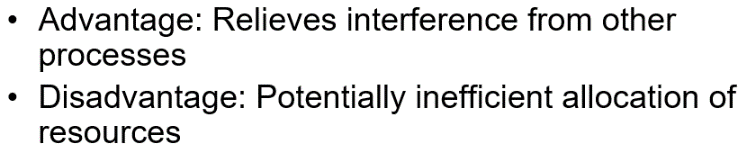 • Advantage: Relieves interference from other
processes
• Disadvantage: Potentially inefficient allocation of
resources